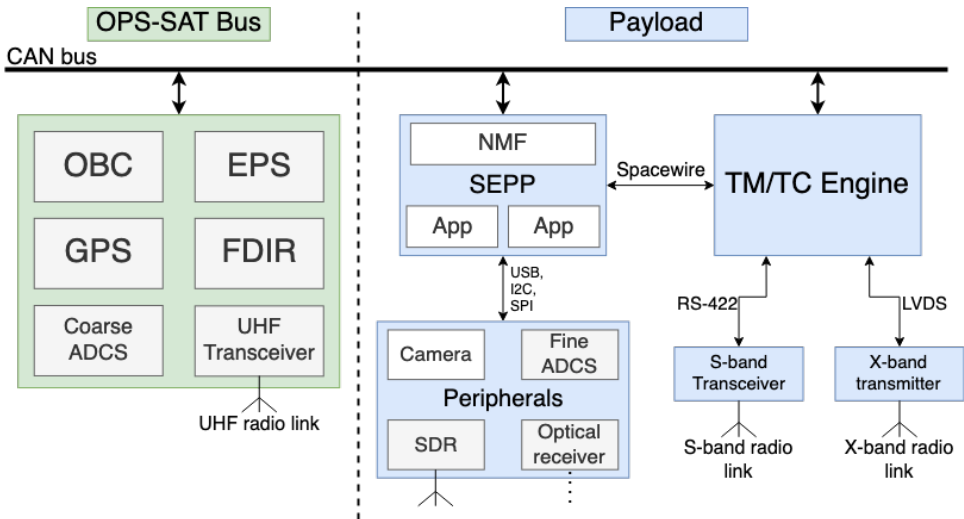 OPS-SAT Bus
Payload
CAN bus
OBC
EPS
GPS
FDIR
Coarse
ADCS
UHF
Transceiver
UHF radio link
NMF
SEPP
App
App
Spacewire
TM/TC Engine
USB,
I2C,
SPI
RS-422
LVDS
Camera
Fine
ADCS
Peripherals
SDR
Optical
receiver
S-band
Transceiver
X-band
transmitter
S-band radio
link
X-band radio
link